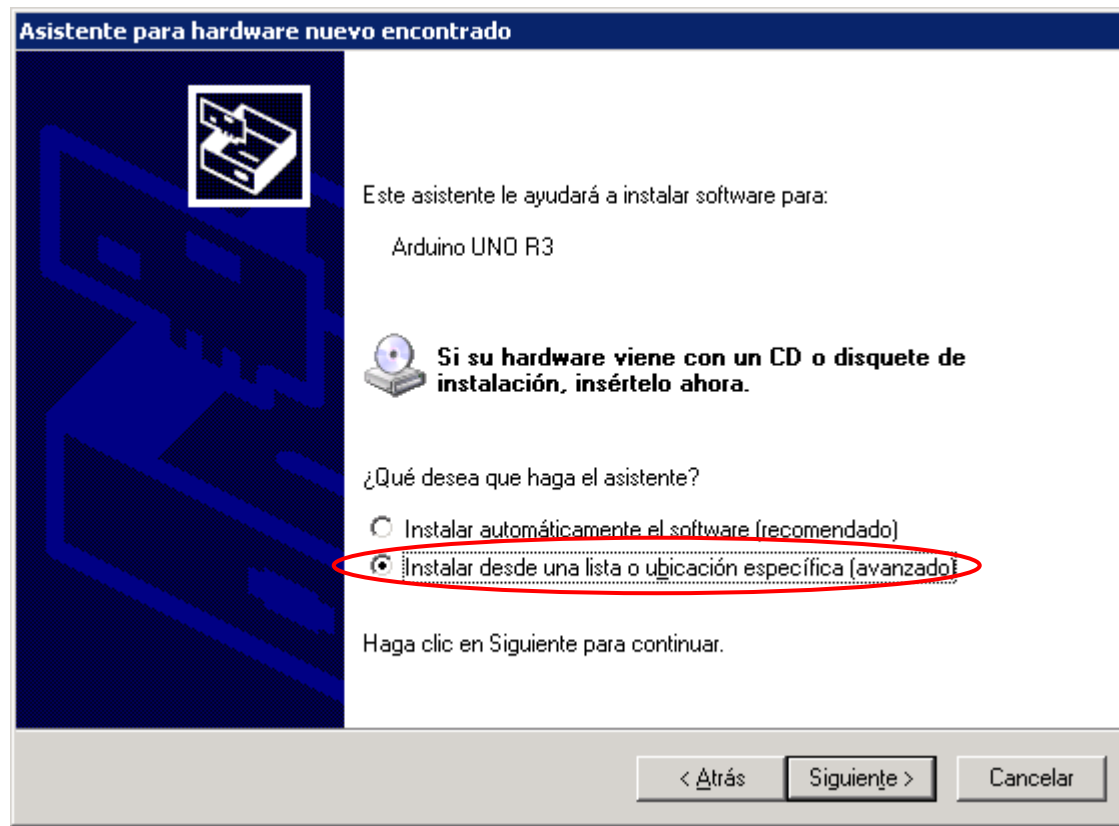 Asistente para hardware nuevo encontrado
Este asistente le ayudará a instalar software para:
Arduino UNO R3
Si su hardware viene con un CD o disquete de
instalación, insértelo ahora.
¿Qué desea que haga el asistente?
Instalar automáticamente el software (recomendado)
Instalar desde una lista o ubicación específica (avanzado)
Haga clic en Siguiente para continuar.
< Atrás Siguiente > Cancelar